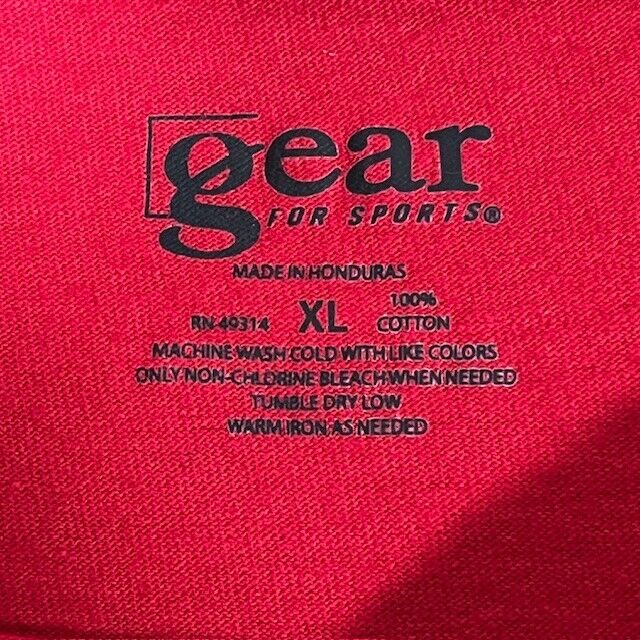 gear
FOR SPORTS®
MADE IN HONDURAS
RN 49314 XL 100% COTTON
MACHINE WASH COLD WITH LIKE COLORS
ONLY NON-CHLORINE BLEACH WHEN NEEDED
TUMBLE DRY LOW
WARM IRON AS NEEDED